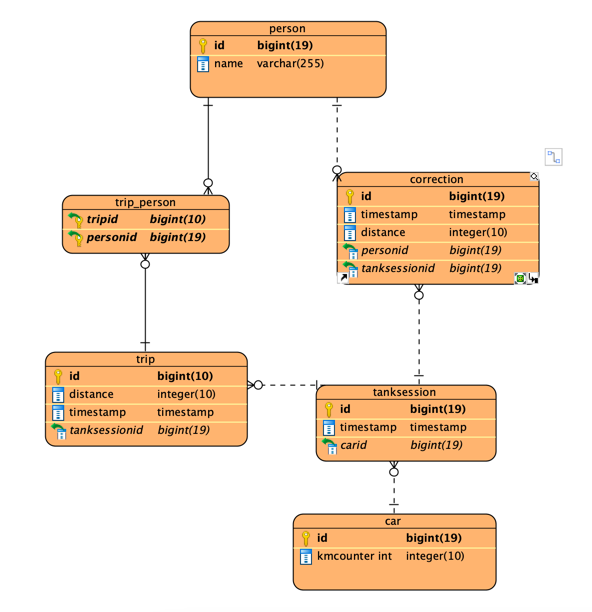 person
id bigint(19)
name varchar(255)
correction
id bigint(19)
timestamp timestamp
distance integer(10)
personid bigint(19)
tanksessionid bigint(19)
trip_person
tripid bigint(10)
personid bigint(19)
trip
id bigint(10)
distance integer(10)
timestamp timestamp
tanksessionid bigint(19)
tanksession
id bigint(19)
timestamp timestamp
carid bigint(19)
car
id bigint(19)
kmcounter int integer(10)